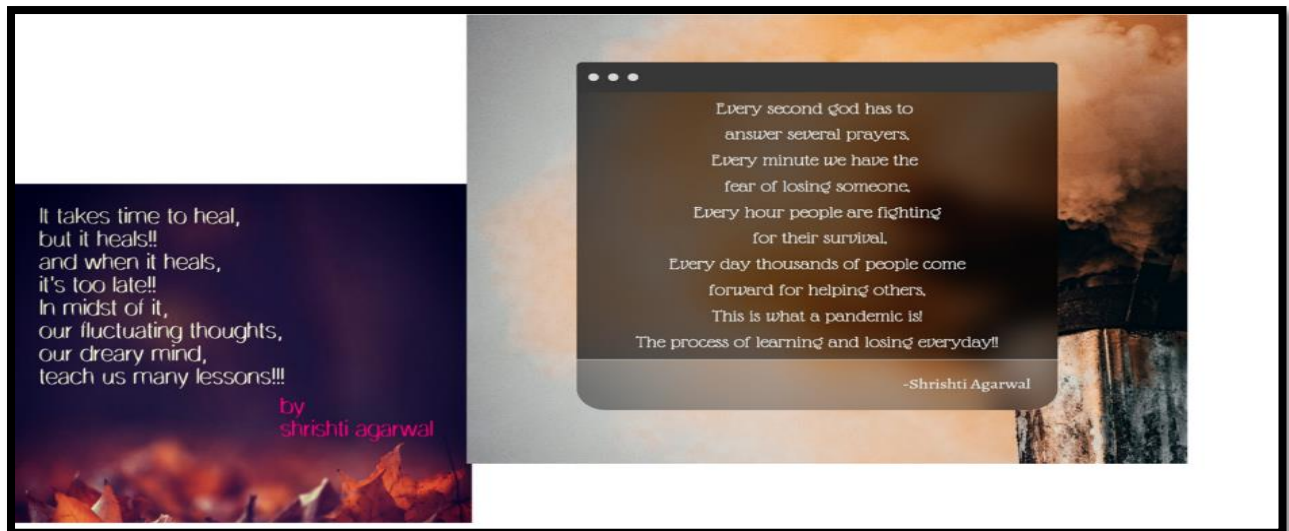 It takes time to heal,
but it heals!!
and when it heals,
it's too late!!
In midst of it,
our fluctuating thoughts,
our dreary mind,
teach us many lessons!!!
by
shrishti agarwal
Every second god has to
answer several prayers,
Every minute we have the
fear of losing someone,
Every hour people are fighting
for their survival,
Every day thousands of people come
forward for helping others,
This is what a pandemic is!
The process of learning and losing everyday!!
-Shrishti Agarwal